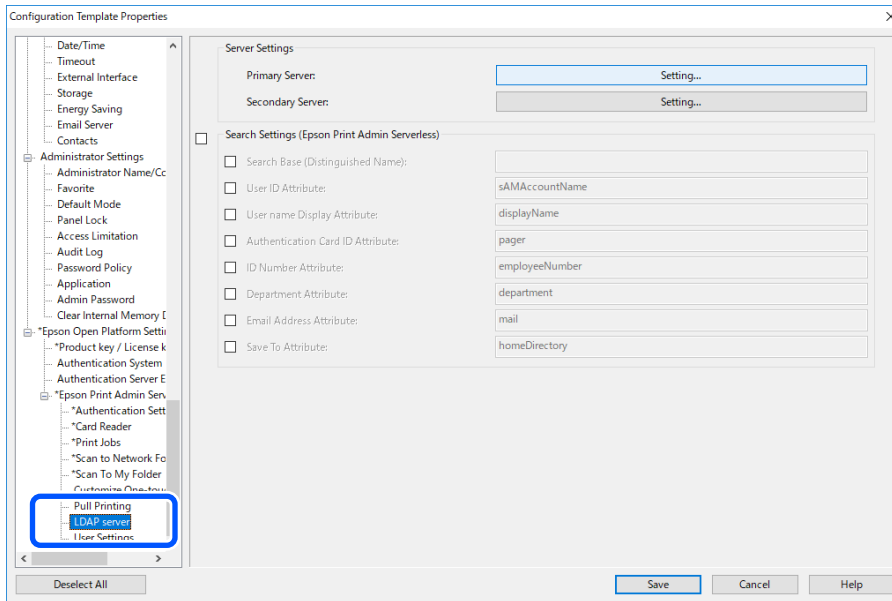 Configuration Template Properties
Date/Time
Timeout
External Interface
Storage
Energy Saving
Email Server
Contacts
Administrator Settings
Administrator Name/Co
Favorite
Default Mode
Panel Lock
Access Limitation
Audit Log
Password Policy
Application
Admin Password
Clear Internal Memory D
*Epson Open Platform Settin
*Product key / License k
Authentication System
Authentication Server E
*Epson Print Admin Serv
*Authentication Sett
*Card Reader
*Print Jobs
*Scan to Network Fo
*Scan To My Folder
Customize One-touc
Pull Printing
LDAP server
User Settings
Server Settings
Primary Server: Setting...
Secondary Server: Setting...
Search Settings (Epson Print Admin Serverless)
Search Base (Distinguished Name):
User ID Attribute: sAMAccountName
User name Display Attribute: displayName
Authentication Card ID Attribute: pager
ID Number Attribute: employeeNumber
Department Attribute: department
Email Address Attribute: mail
Save To Attribute: homeDirectory
Deselect All
Save Cancel Help